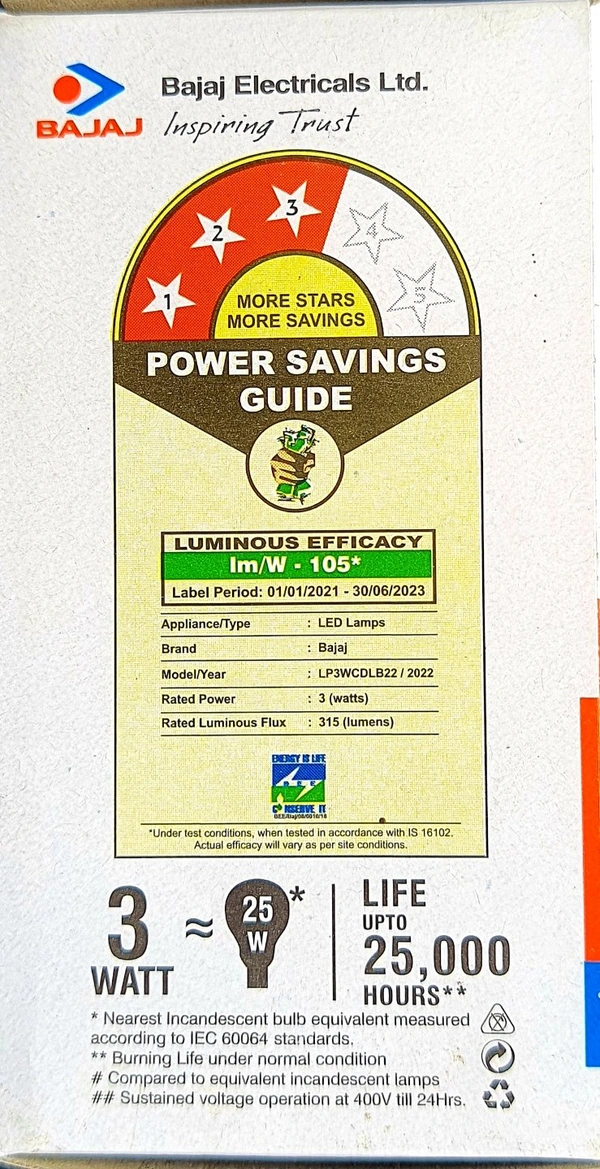 Bajaj Electricals Ltd.
BAJAJ
Inspiring Trust
1 2 3 4 5
MORE STARS
MORE SAVINGS
POWER SAVINGS
GUIDE
LUMINOUS EFFICACY
lm/W - 105*
Label Period: 01/01/2021 - 30/06/2023
Appliance/Type : LED Lamps
Brand : Bajaj
Model/Year : LP3WCDLB22 / 2022
Rated Power : 3 (watts)
Rated Luminous Flux : 315 (lumens)
ENERGY IS LIFE
BEE
CONSERVE IT
*Under test conditions, when tested in accordance with IS 16102.
Actual efficacy will vary as per site conditions.
3 WATT ≈ 25 W*
LIFE
UPTO
25,000
HOURS**
* Nearest Incandescent bulb equivalent measured
according to IEC 60064 standards.
** Burning Life under normal condition
# Compared to equivalent incandescent lamps
## Sustained voltage operation at 400V till 24Hrs.